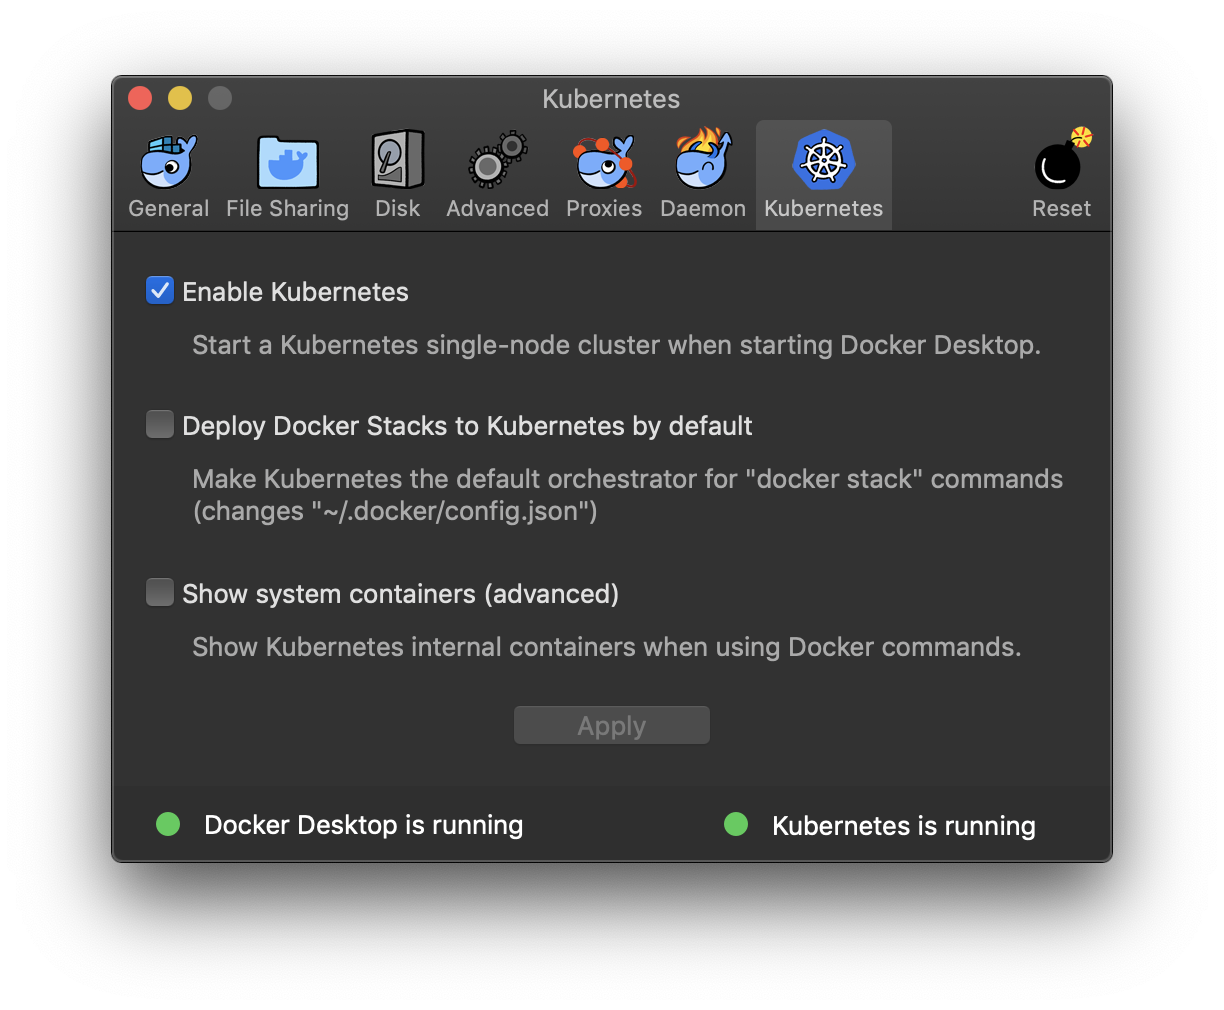 Kubernetes
General
File Sharing
Disk
Advanced
Proxies
Daemon
Kubernetes
Reset
Enable Kubernetes
Start a Kubernetes single-node cluster when starting Docker Desktop.
Deploy Docker Stacks to Kubernetes by default
Make Kubernetes the default orchestrator for "docker stack" commands
(changes "~/.docker/config.json")
Show system containers (advanced)
Show Kubernetes internal containers when using Docker commands.
Apply
Docker Desktop is running
Kubernetes is running